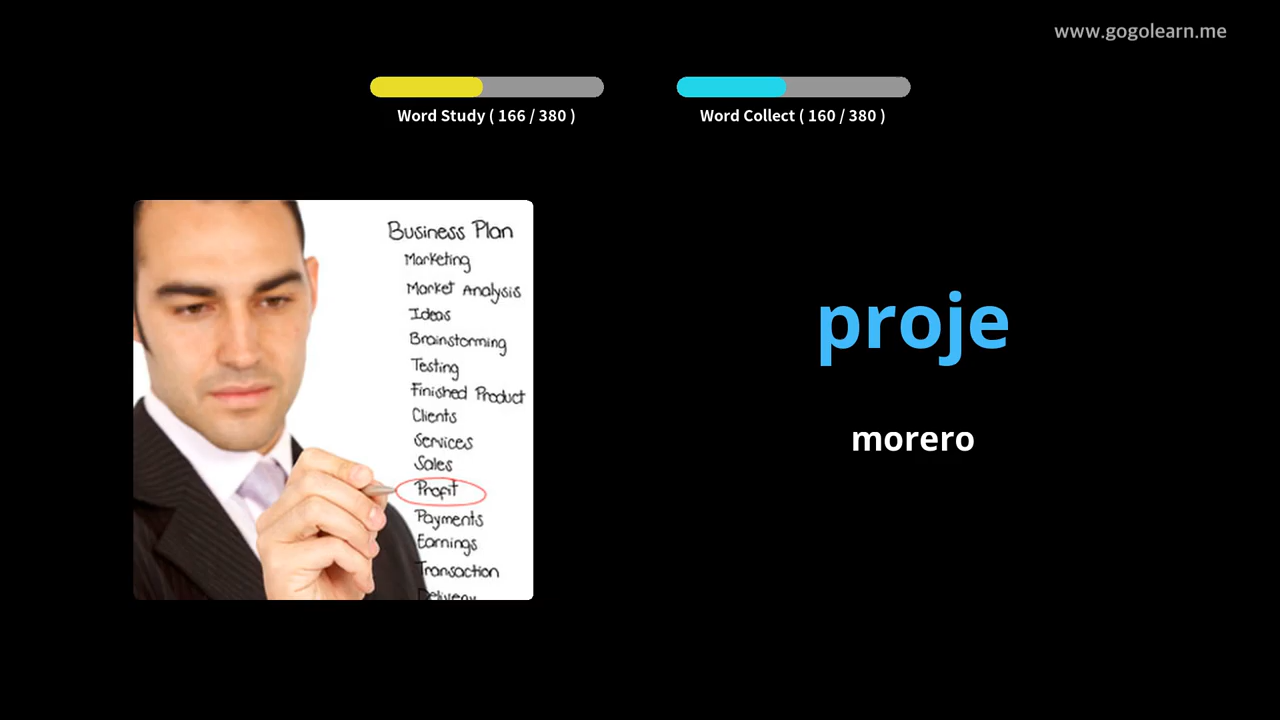 www.gogolearn.me
Word Study ( 166 / 380 )
Word Collect ( 160 / 380 )
Business Plan
Marketing
Market Analysis
Ideas
Brainstorming
Testing
Finished Product
Clients
Services
Sales
Profit
Payments
Earnings
Transaction
Delivery
proje
morero